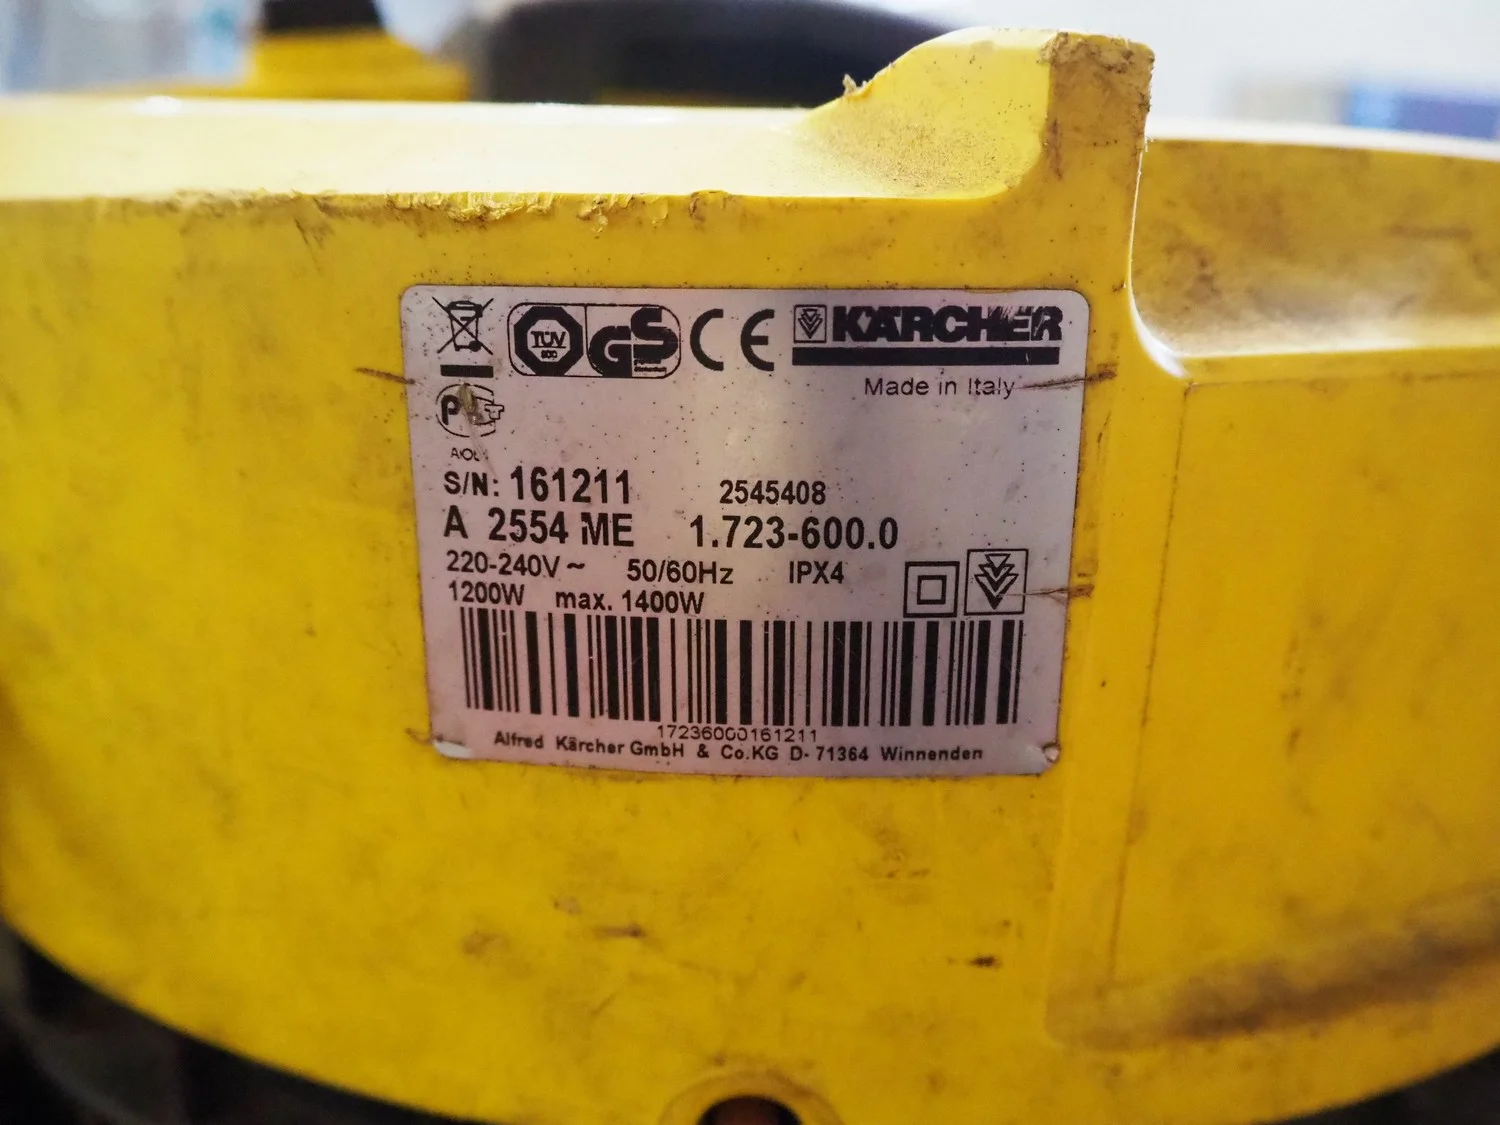 TÜV
GS
CE
KÄRCHER
Made in Italy
S/N: 161211 2545408
A 2554 ME 1.723-600.0
220-240V ~ 50/60Hz IPX4
1200W max. 1400W
17236000161211
Alfred Kärcher GmbH & Co.KG D- 71364 Winnenden